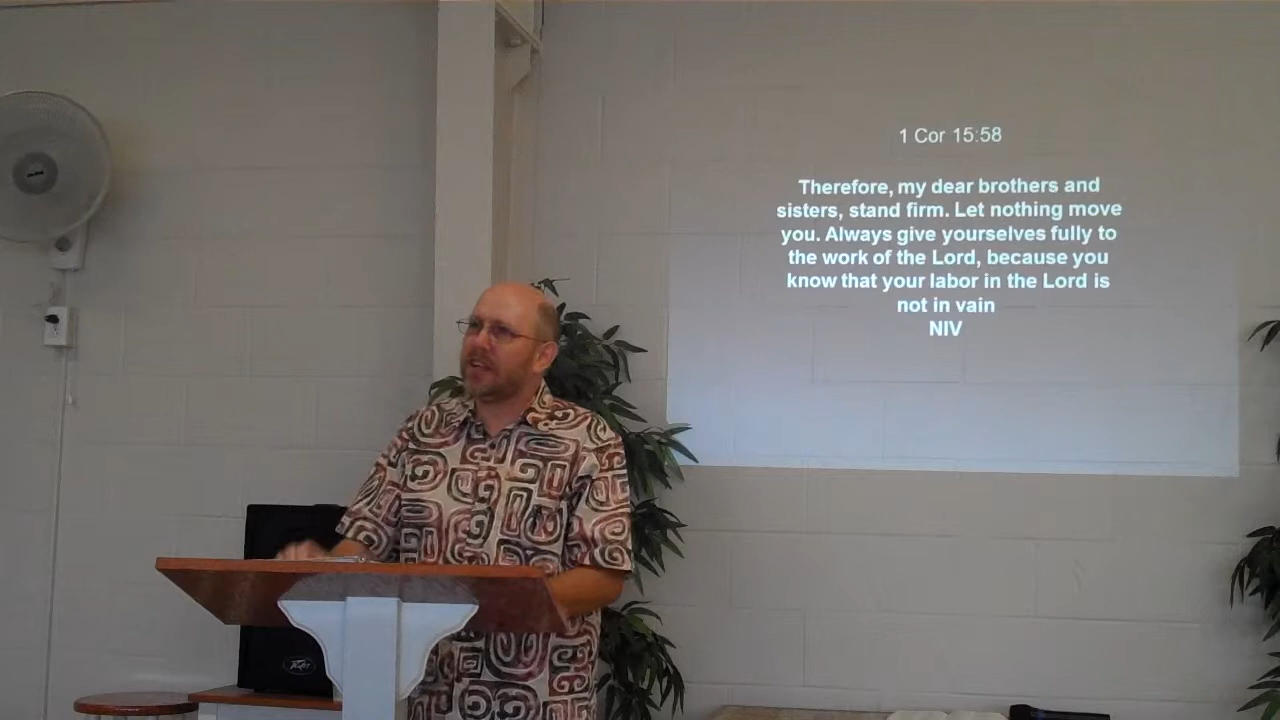 1 Cor 15:58
Therefore, my dear brothers and
sisters, stand firm. Let nothing move
you. Always give yourselves fully to
the work of the Lord, because you
know that your labor in the Lord is
not in vain
NIV
PEAVEY